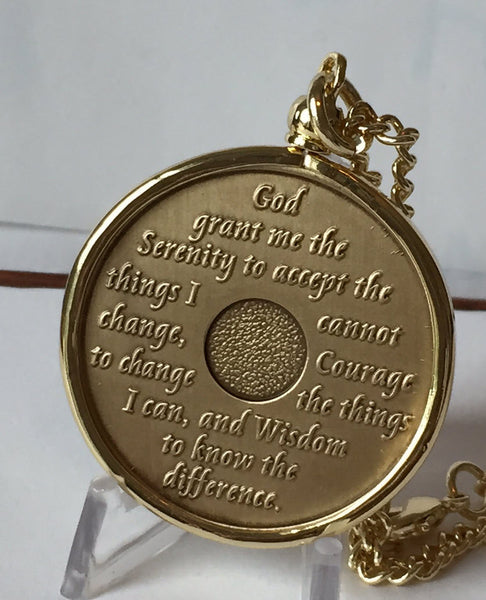 God
grant me the
Serenity to accept the
things I cannot
change, Courage
to change the things
I can, and Wisdom
to know the
difference.